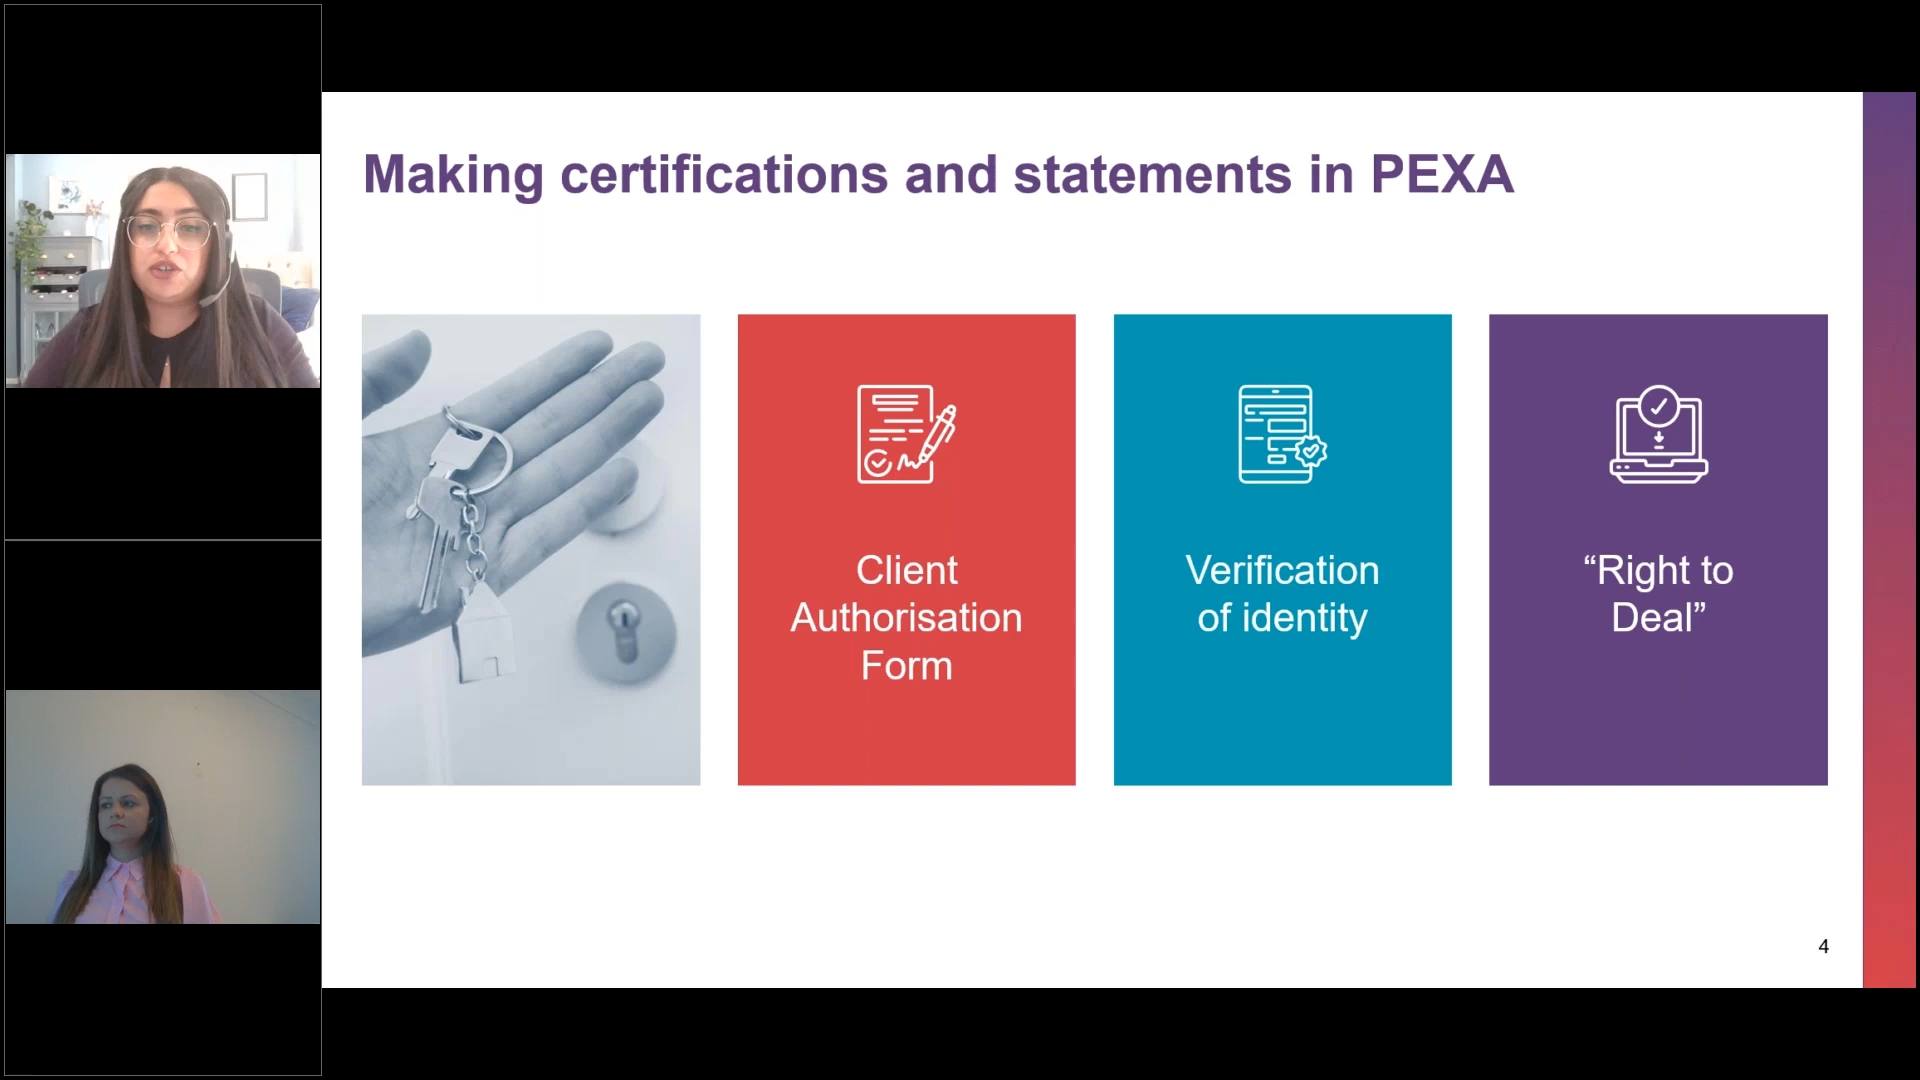 Making certifications and statements in PEXA
Client
Authorisation
Form
Verification
of identity
“Right to
Deal”
4